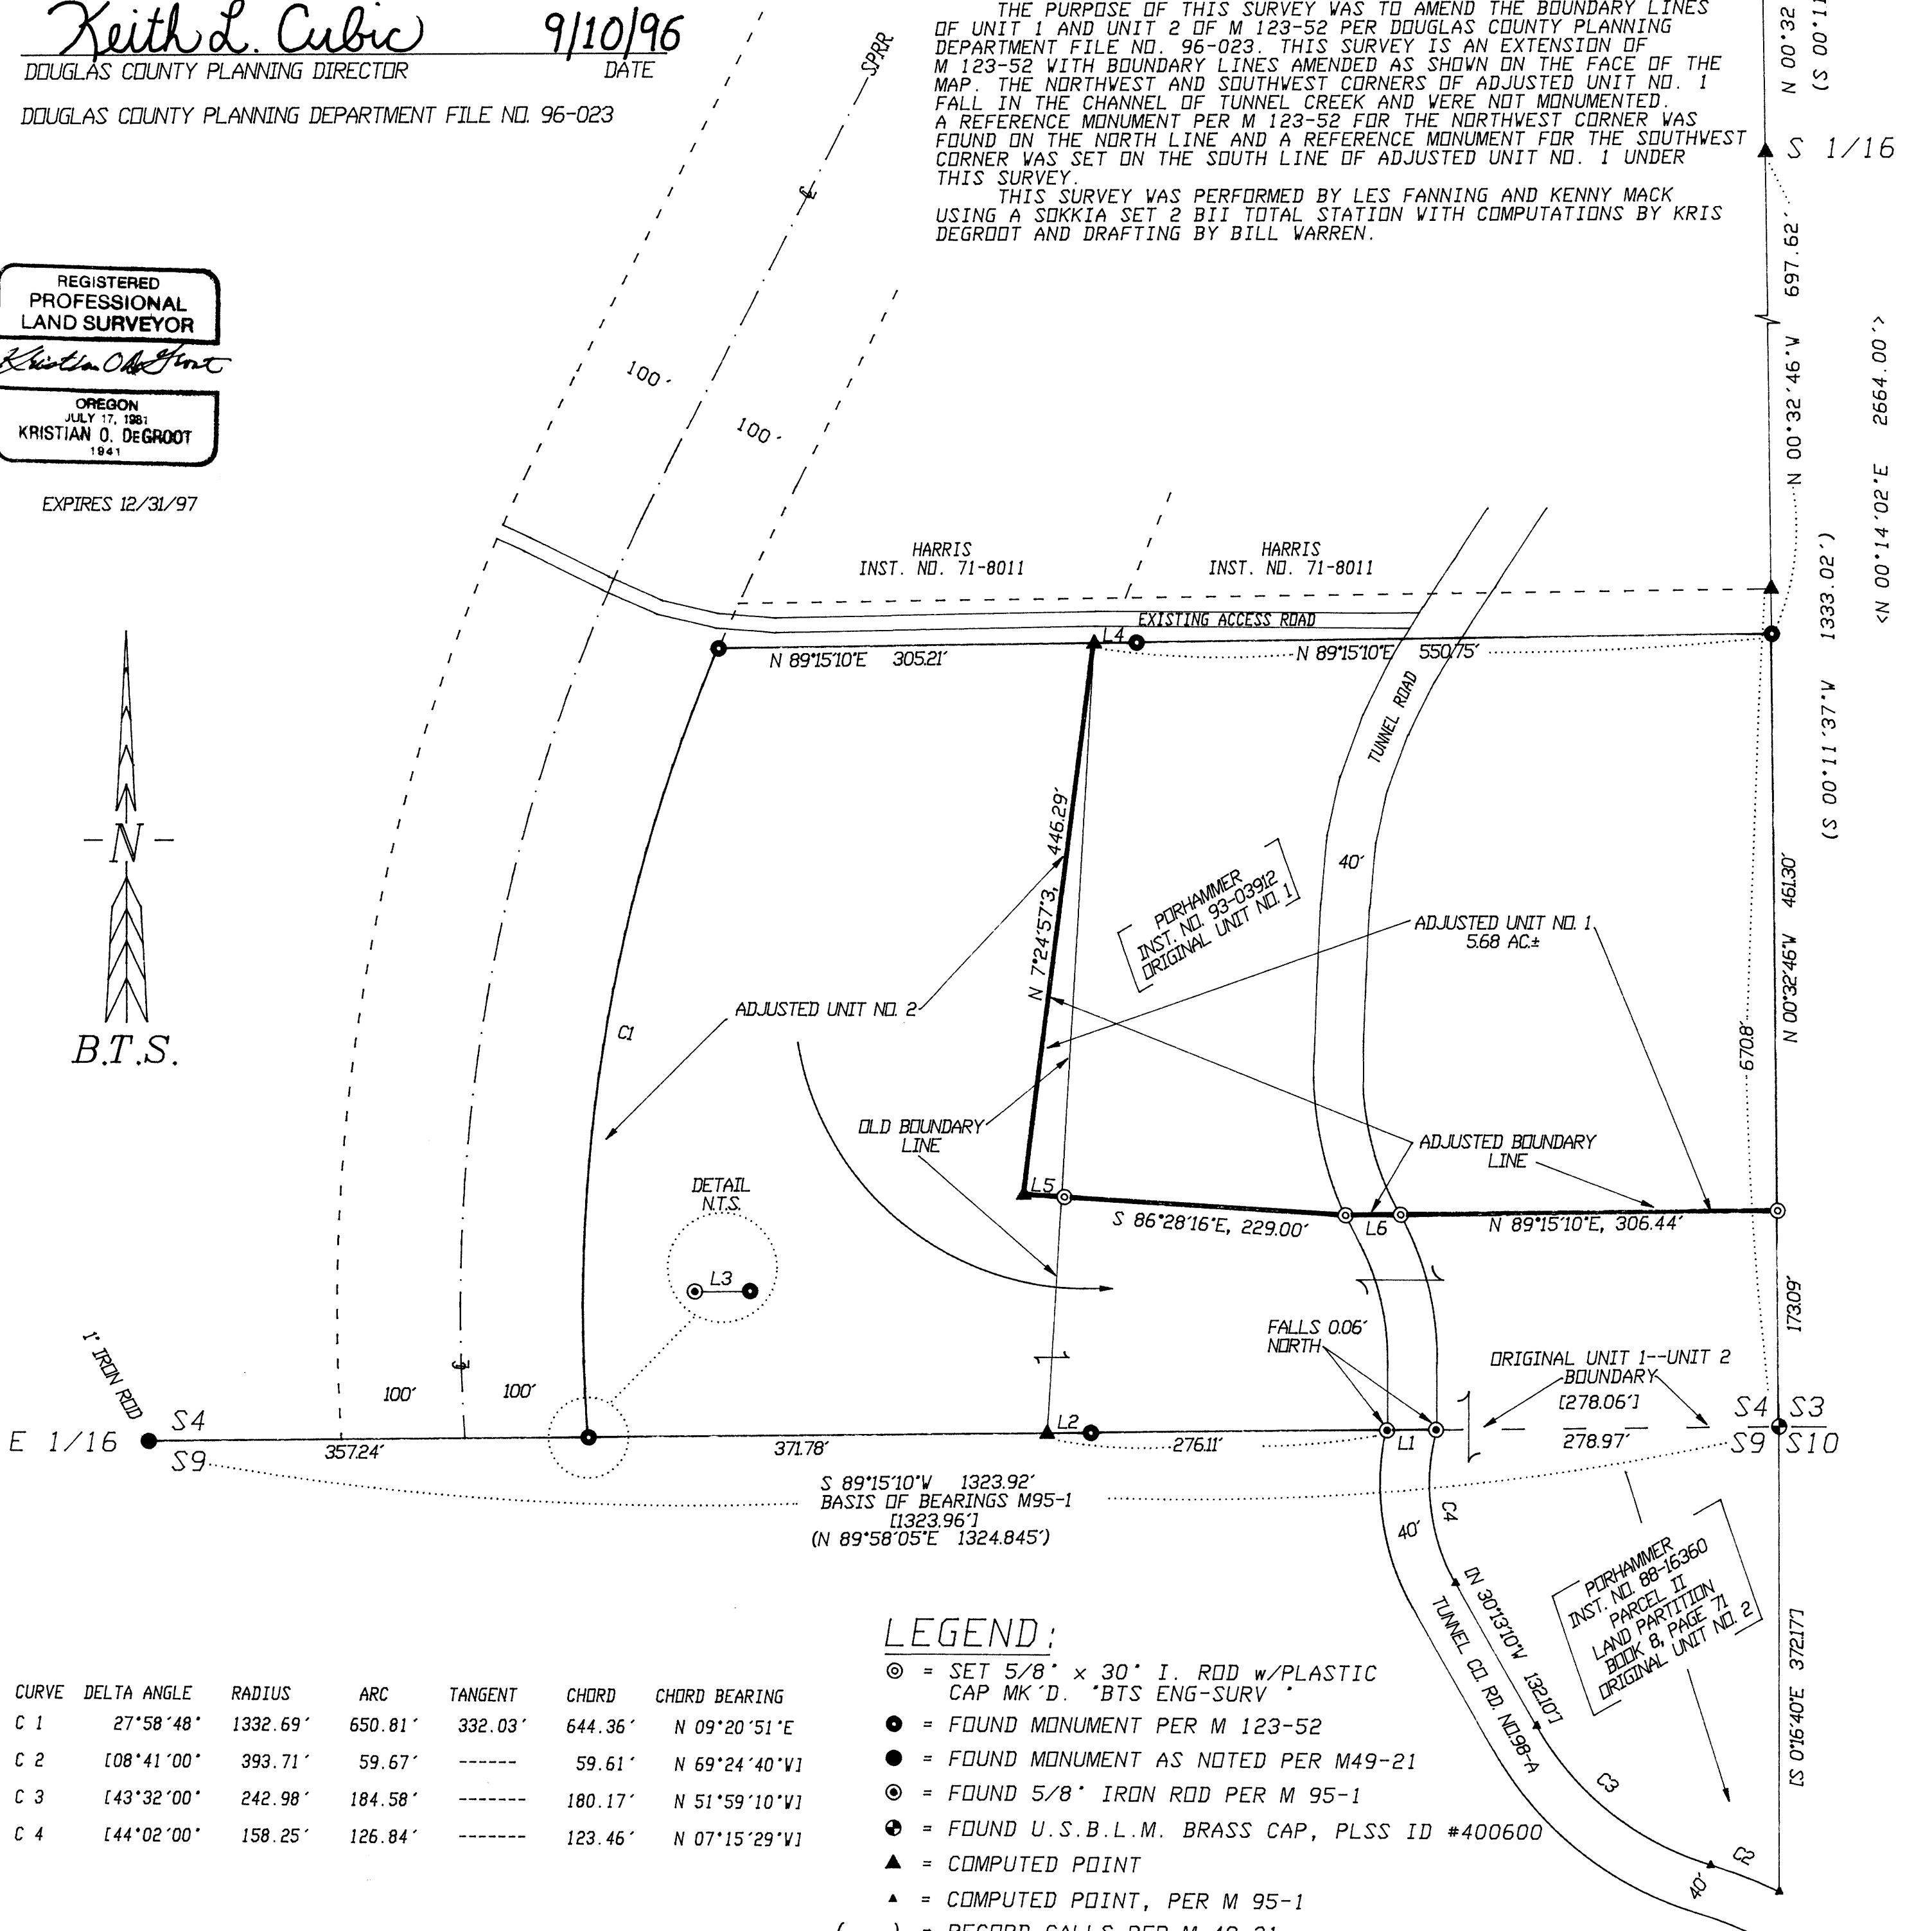 Keith L. Cubic 9/10/96
DOUGLAS COUNTY PLANNING DIRECTOR DATE
DOUGLAS COUNTY PLANNING DEPARTMENT FILE NO. 96-023
THE PURPOSE OF THIS SURVEY WAS TO AMEND THE BOUNDARY LINES
OF UNIT 1 AND UNIT 2 OF M 123-52 PER DOUGLAS COUNTY PLANNING
DEPARTMENT FILE NO. 96-023. THIS SURVEY IS AN EXTENSION OF
M 123-52 WITH BOUNDARY LINES AMENDED AS SHOWN ON THE FACE OF THE
MAP. THE NORTHWEST AND SOUTHWEST CORNERS OF ADJUSTED UNIT NO. 1
FALL IN THE CHANNEL OF TUNNEL CREEK AND WERE NOT MONUMENTED.
A REFERENCE MONUMENT PER M 123-52 FOR THE NORTHWEST CORNER WAS
FOUND ON THE NORTH LINE AND A REFERENCE MONUMENT FOR THE SOUTHWEST
CORNER WAS SET ON THE SOUTH LINE OF ADJUSTED UNIT NO. 1 UNDER
THIS SURVEY.
THIS SURVEY WAS PERFORMED BY LES FANNING AND KENNY MACK
USING A SOKKIA SET 2 BII TOTAL STATION WITH COMPUTATIONS BY KRIS
DEGROOT AND DRAFTING BY BILL WARREN.
REGISTERED
PROFESSIONAL
LAND SURVEYOR
OREGON
JULY 17, 1981
KRISTIAN O. DeGROOT
1941
EXPIRES 12/31/97
SPRR
℄
100'
100'
N 00°32
(S 00°11
S 1/16
697.62'
N 00°32'46"W
<N 00°14'02"E 2664.00'>
(S 00°11'37"W 1333.02')
HARRIS
INST. NO. 71-8011
HARRIS
INST. NO. 71-8011
EXISTING ACCESS ROAD
L4
N 89°15'10"E 305.21'
N 89°15'10"E 550.75'
TUNNEL ROAD
40'
N 7°24'57"3, 446.29'
PORHAMMER
INST. NO. 93-03912
ORIGINAL UNIT NO. 1
ADJUSTED UNIT NO. 1
5.68 AC.±
N 00°32'46"W 461.30'
670.8'
N
B.T.S.
ADJUSTED UNIT NO. 2
C1
OLD BOUNDARY
LINE
ADJUSTED BOUNDARY
LINE
DETAIL
N.T.S.
L3
L5
S 86°28'16"E, 229.00'
L6
N 89°15'10"E, 306.44'
173.09'
FALLS 0.06'
NORTH
ORIGINAL UNIT 1--UNIT 2
BOUNDARY
[278.06']
278.97'
1" IRON ROD
E 1/16
S4
S9
100'
℄
100'
357.24'
371.78'
L2
276.11'
L1
S4 S3
S9 S10
S 89°15'10"W 1323.92'
BASIS OF BEARINGS M95-1
[1323.96']
(N 89°58'05"E 1324.845')
40'
C4
[N 30°13'10"W 132.10']
TUNNEL CO. RD. NO.98-A
C3
C2
40'
PORHAMMER
INST. NO. 88-16360
PARCEL II
LAND PARTITION
BOOK 8, PAGE 71
ORIGINAL UNIT NO. 2
[S 0°16'40"E 372.17']
CURVE DELTA ANGLE RADIUS ARC TANGENT CHORD CHORD BEARING
C 1 27°58'48" 1332.69' 650.81' 332.03' 644.36' N 09°20'51"E
C 2 [08°41'00" 393.71' 59.67' ------ 59.61' N 69°24'40"W]
C 3 [43°32'00" 242.98' 184.58' ------- 180.17' N 51°59'10"W]
C 4 [44°02'00" 158.25' 126.84' ------- 123.46' N 07°15'29"W]
LEGEND:
= SET 5/8" x 30" I. ROD w/PLASTIC
CAP MK'D. "BTS ENG-SURV "
= FOUND MONUMENT PER M 123-52
= FOUND MONUMENT AS NOTED PER M49-21
= FOUND 5/8" IRON ROD PER M 95-1
= FOUND U.S.B.L.M. BRASS CAP, PLSS ID #400600
= COMPUTED POINT
= COMPUTED POINT, PER M 95-1